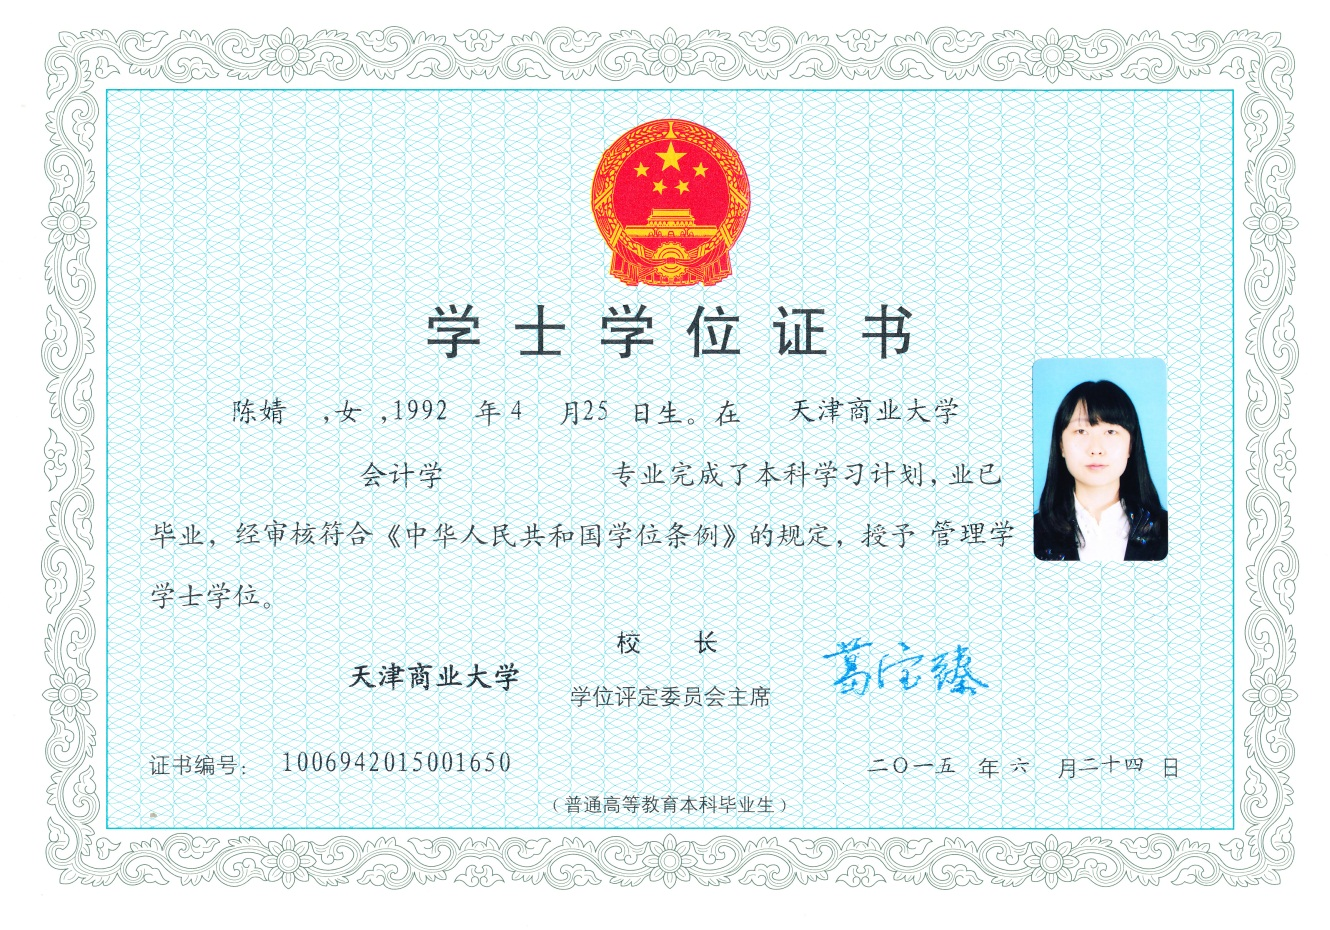 学士学位证书
陈婧 ,女 ,1992 年 4 月25 日生。在 天津商业大学
会计学 专业完成了本科学习计划, 业已
毕业, 经审核符合《中华人民共和国学位条例》的规定, 授予 管理学
学士学位。
校 长
天津商业大学
葛宝臻
学位评定委员会主席
证书编号: 1006942015001650
二〇一五 年 六 月二十四 日
(普通高等教育本科毕业生)